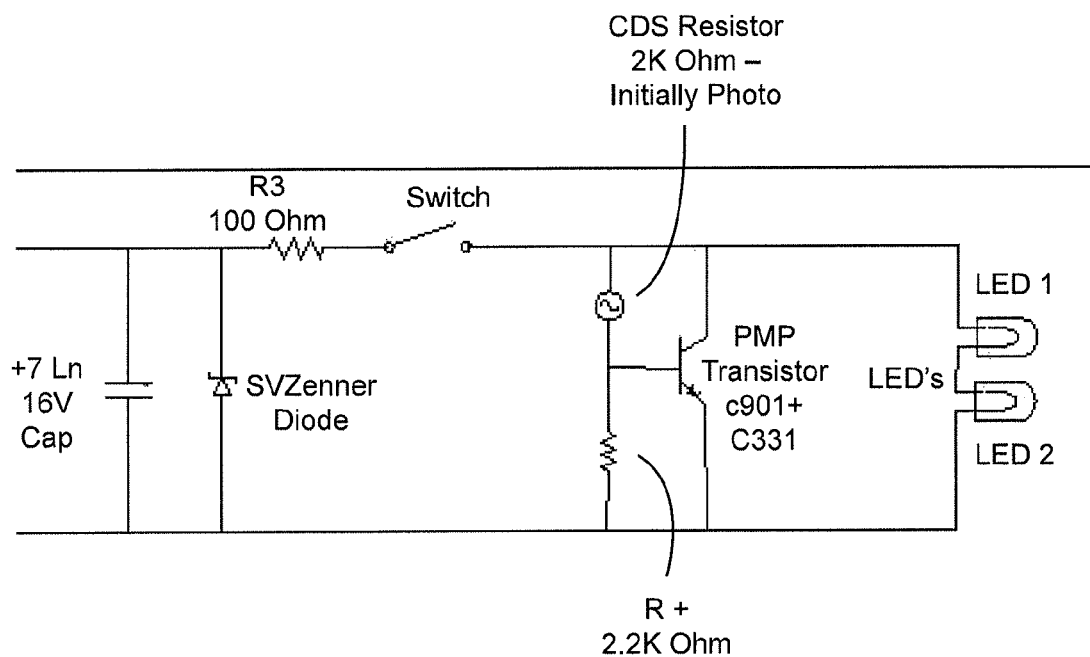 CDS Resistor
2K Ohm –
Initially Photo
R3
100 Ohm
Switch
+7 Ln
16V
Cap
SVZenner
Diode
PMP
Transistor
c901+
C331
LED's
LED 1
LED 2
R +
2.2K Ohm